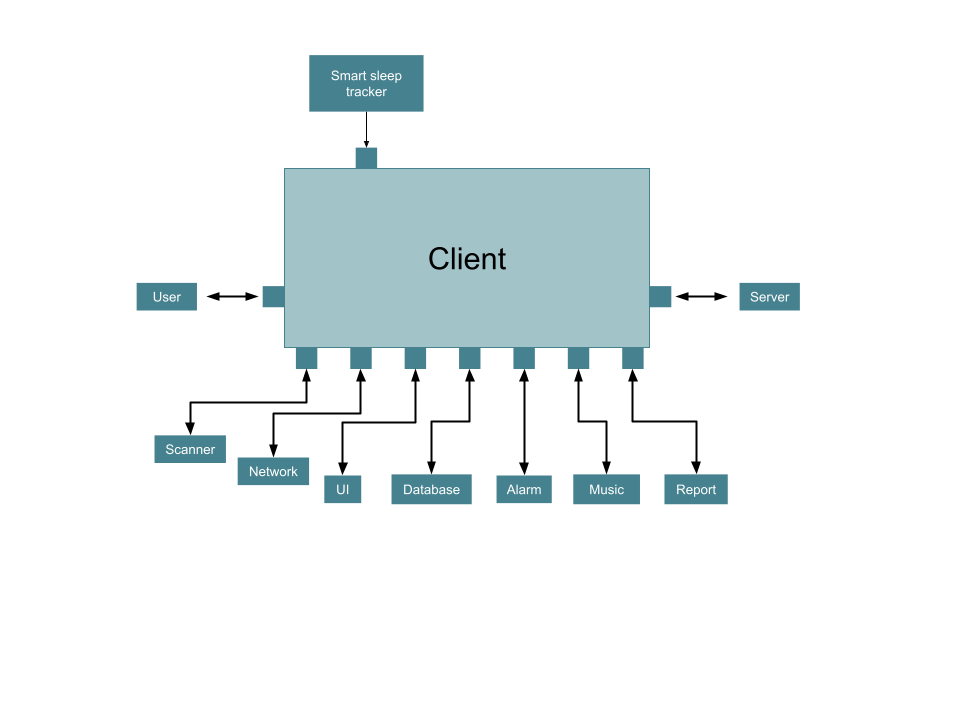 Smart sleep
tracker
Client
User
Server
Scanner
Network
UI
Database
Alarm
Music
Report